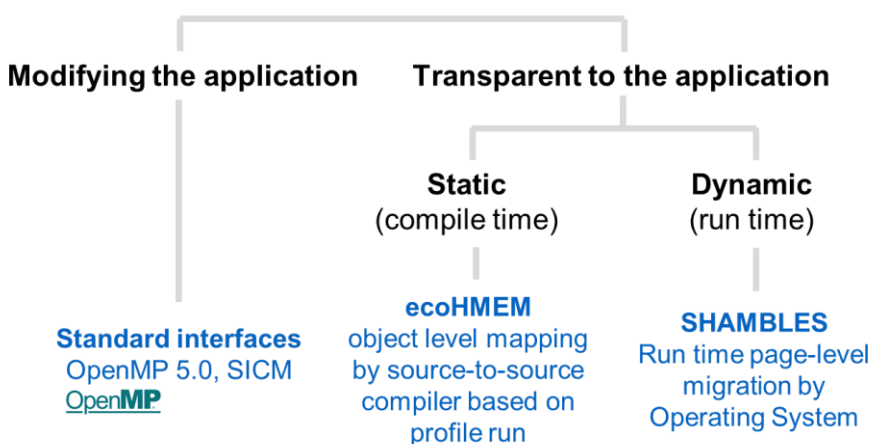 Modifying the application
Transparent to the application
Static
(compile time)
Dynamic
(run time)
Standard interfaces
OpenMP 5.0, SICM
OpenMP
ecoHMEM
object level mapping
by source-to-source
compiler based on
profile run
SHAMBLES
Run time page-level
migration by
Operating System